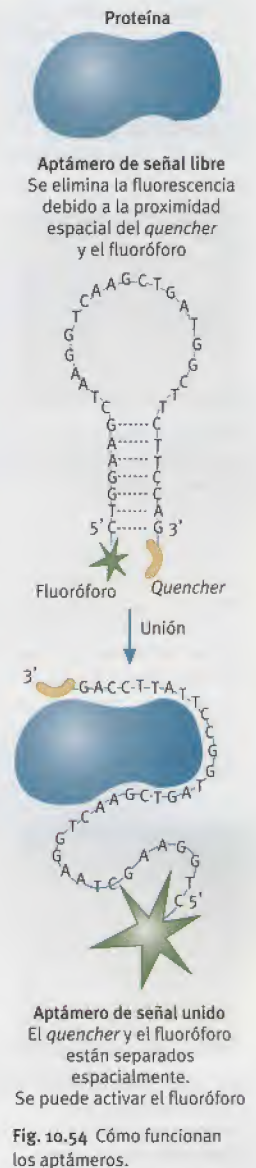 Proteína
Aptámero de señal libre
Se elimina la fluorescencia
debido a la proximidad
espacial del quencher
y el fluoróforo
CTAAGGTCAAGCTGATGGCTT
G C
A T
A T
G C
G C
T A
5' C G 3'
Fluoróforo
Quencher
Unión
3'
G-A-C-C-T-T-A-T-T-C-C-G-G-T-A-G-T-C-G-A-A-C-T-G-G-A-A-T-C-G-A-A-G-G-T-C 5'
Aptámero de señal unido
El quencher y el fluoróforo
están separados
espacialmente.
Se puede activar el fluoróforo
Fig. 10.54 Cómo funcionan
los aptámeros.